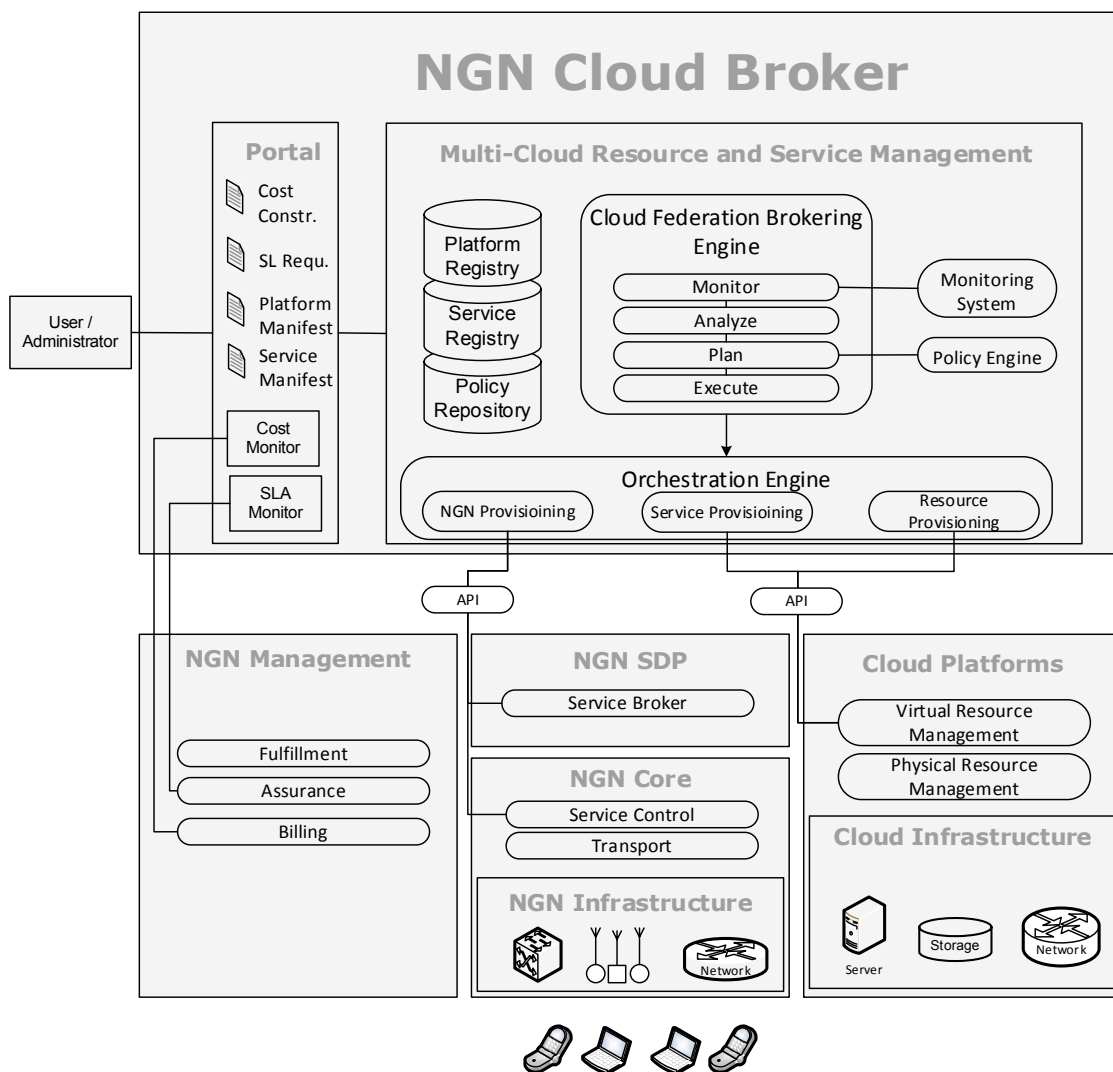 NGN Cloud Broker
Portal
Cost
Constr.
SL Requ.
Platform
Manifest
Service
Manifest
Cost
Monitor
SLA
Monitor
User /
Administrator
Multi-Cloud Resource and Service Management
Platform
Registry
Service
Registry
Policy
Repository
Cloud Federation Brokering
Engine
Monitor
Analyze
Plan
Execute
Monitoring
System
Policy Engine
Orchestration Engine
NGN Provisioining
Service Provisioining
Resource
Provisioning
API
API
NGN Management
Fulfillment
Assurance
Billing
NGN SDP
Service Broker
NGN Core
Service Control
Transport
NGN Infrastructure
Network
Cloud Platforms
Virtual Resource
Management
Physical Resource
Management
Cloud Infrastructure
Server
Storage
Network